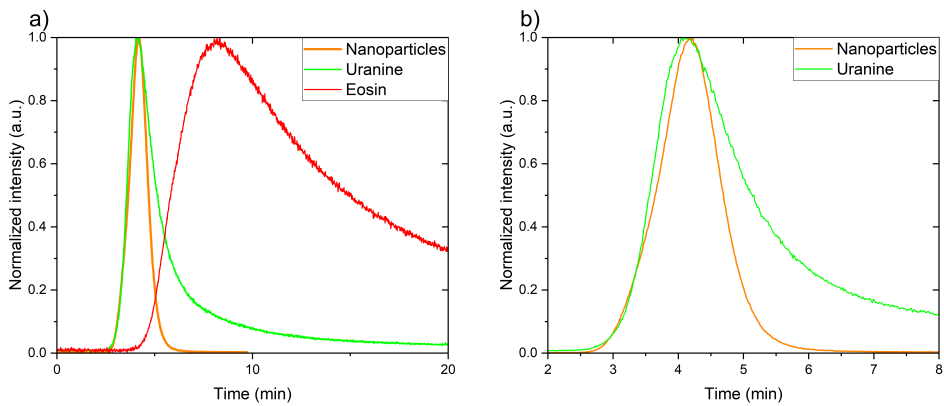 a)
Nanoparticles
Uranine
Eosin
1.0
0.8
0.6
0.4
0.2
0.0
Normalized intensity (a.u.)
0 5 10 15 20
Time (min)
b)
Nanoparticles
Uranine
1.0
0.8
0.6
0.4
0.2
0.0
Normalized intensity (a.u.)
2 3 4 5 6 7 8
Time (min)